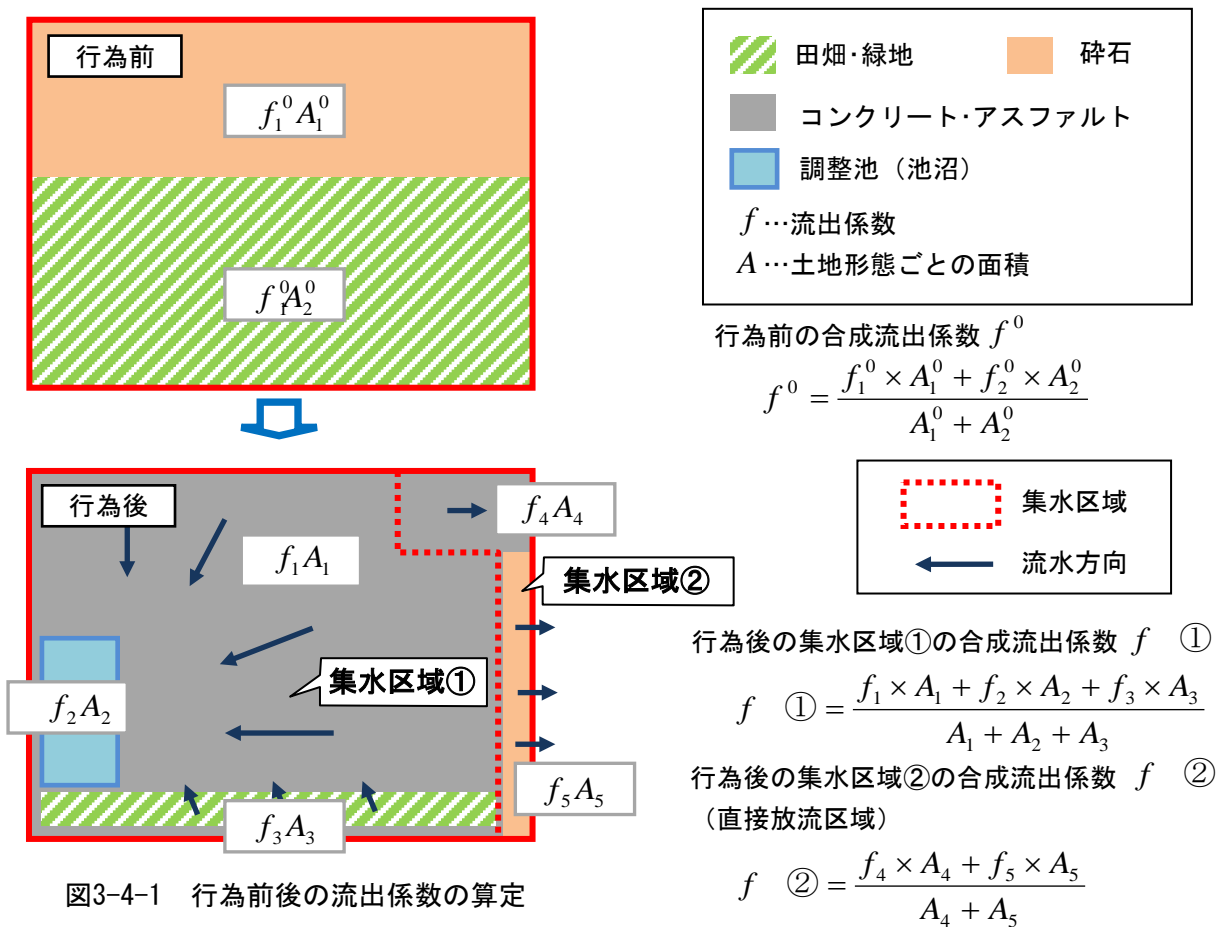 行為前
f₁⁰A₁⁰
f₁⁰A₂⁰
田畑・緑地
砕石
コンクリート・アスファルト
調整池（池沼）
f…流出係数
A…土地形態ごとの面積
行為前の合成流出係数 f⁰
f⁰ = (f₁⁰ × A₁⁰ + f₂⁰ × A₂⁰) / (A₁⁰ + A₂⁰)
行為後
f₁A₁
f₄A₄
集水区域②
集水区域①
f₂A₂
f₃A₃
f₅A₅
集水区域
流水方向
行為後の集水区域①の合成流出係数 f ①
f ① = (f₁ × A₁ + f₂ × A₂ + f₃ × A₃) / (A₁ + A₂ + A₃)
行為後の集水区域②の合成流出係数 f ②
（直接放流区域）
f ② = (f₄ × A₄ + f₅ × A₅) / (A₄ + A₅)
図3-4-1 行為前後の流出係数の算定